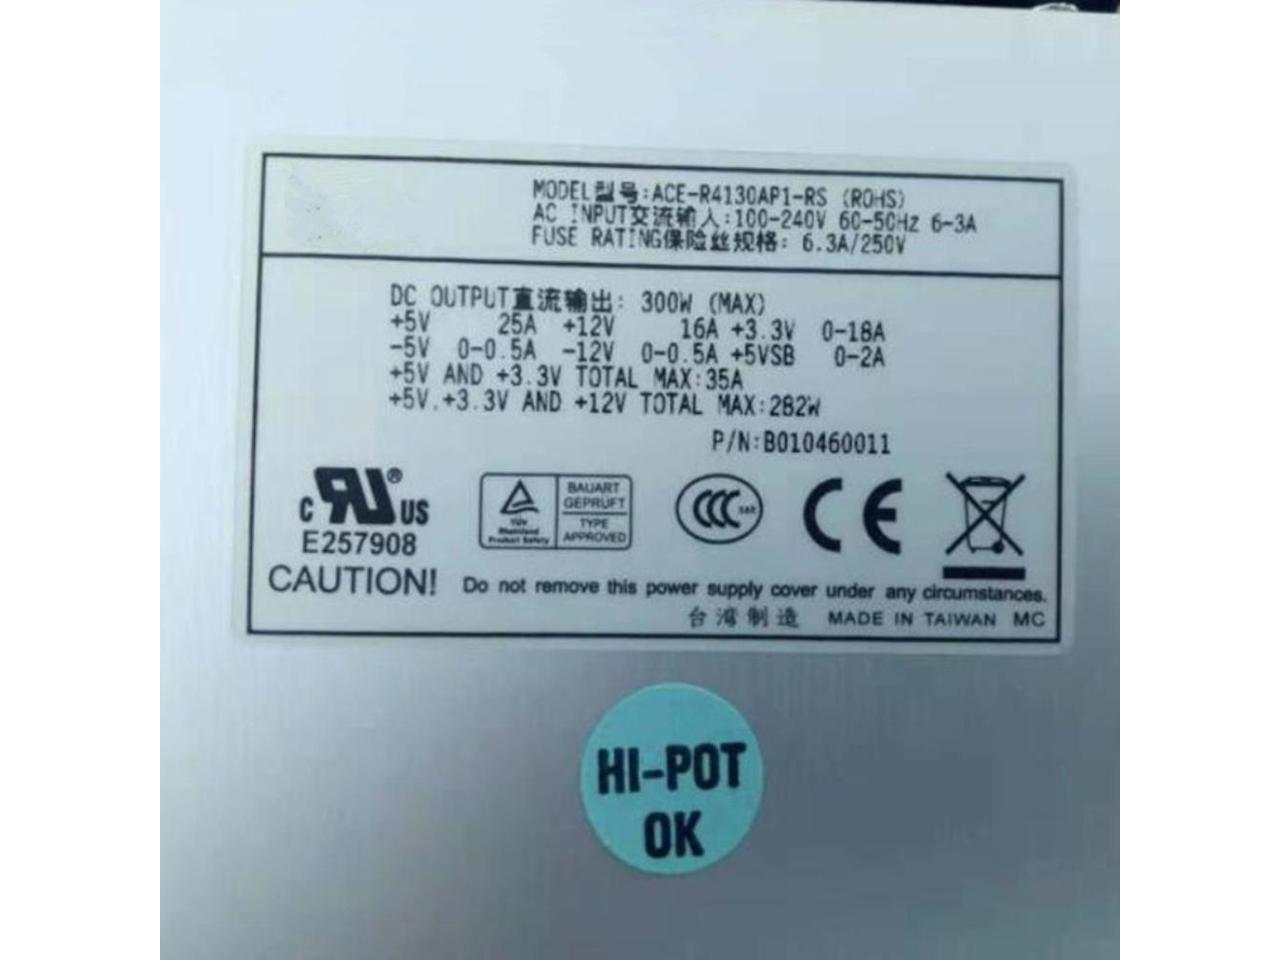 MODEL型号:ACE-R4130AP1-RS (ROHS)
AC INPUT交流输入:100-240V 60-50Hz 6-3A
FUSE RATING保险丝规格: 6.3A/250V
DC OUTPUT直流输出: 300W (MAX)
+5V 25A +12V 16A +3.3V 0-18A
-5V 0-0.5A -12V 0-0.5A +5VSB 0-2A
+5V AND +3.3V TOTAL MAX:35A
+5V.+3.3V AND +12V TOTAL MAX:282W
P/N:B010460011
c RU ® US
E257908
TÜV
Rheinland
Product Safety
BAUART
GEPRÜFT
TYPE
APPROVED
CCC S&E
CE
CAUTION! Do not remove this power supply cover under any circumstances.
台湾制造 MADE IN TAIWAN MC
HI-POT
OK